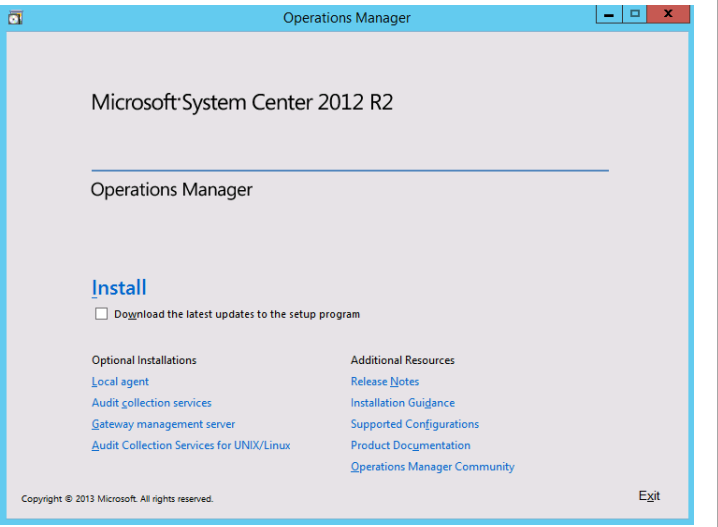 Operations Manager
Microsoft System Center 2012 R2
Operations Manager
Install
Download the latest updates to the setup program
Optional Installations
Local agent
Audit collection services
Gateway management server
Audit Collection Services for UNIX/Linux
Additional Resources
Release Notes
Installation Guidance
Supported Configurations
Product Documentation
Operations Manager Community
Copyright © 2013 Microsoft. All rights reserved.
Exit